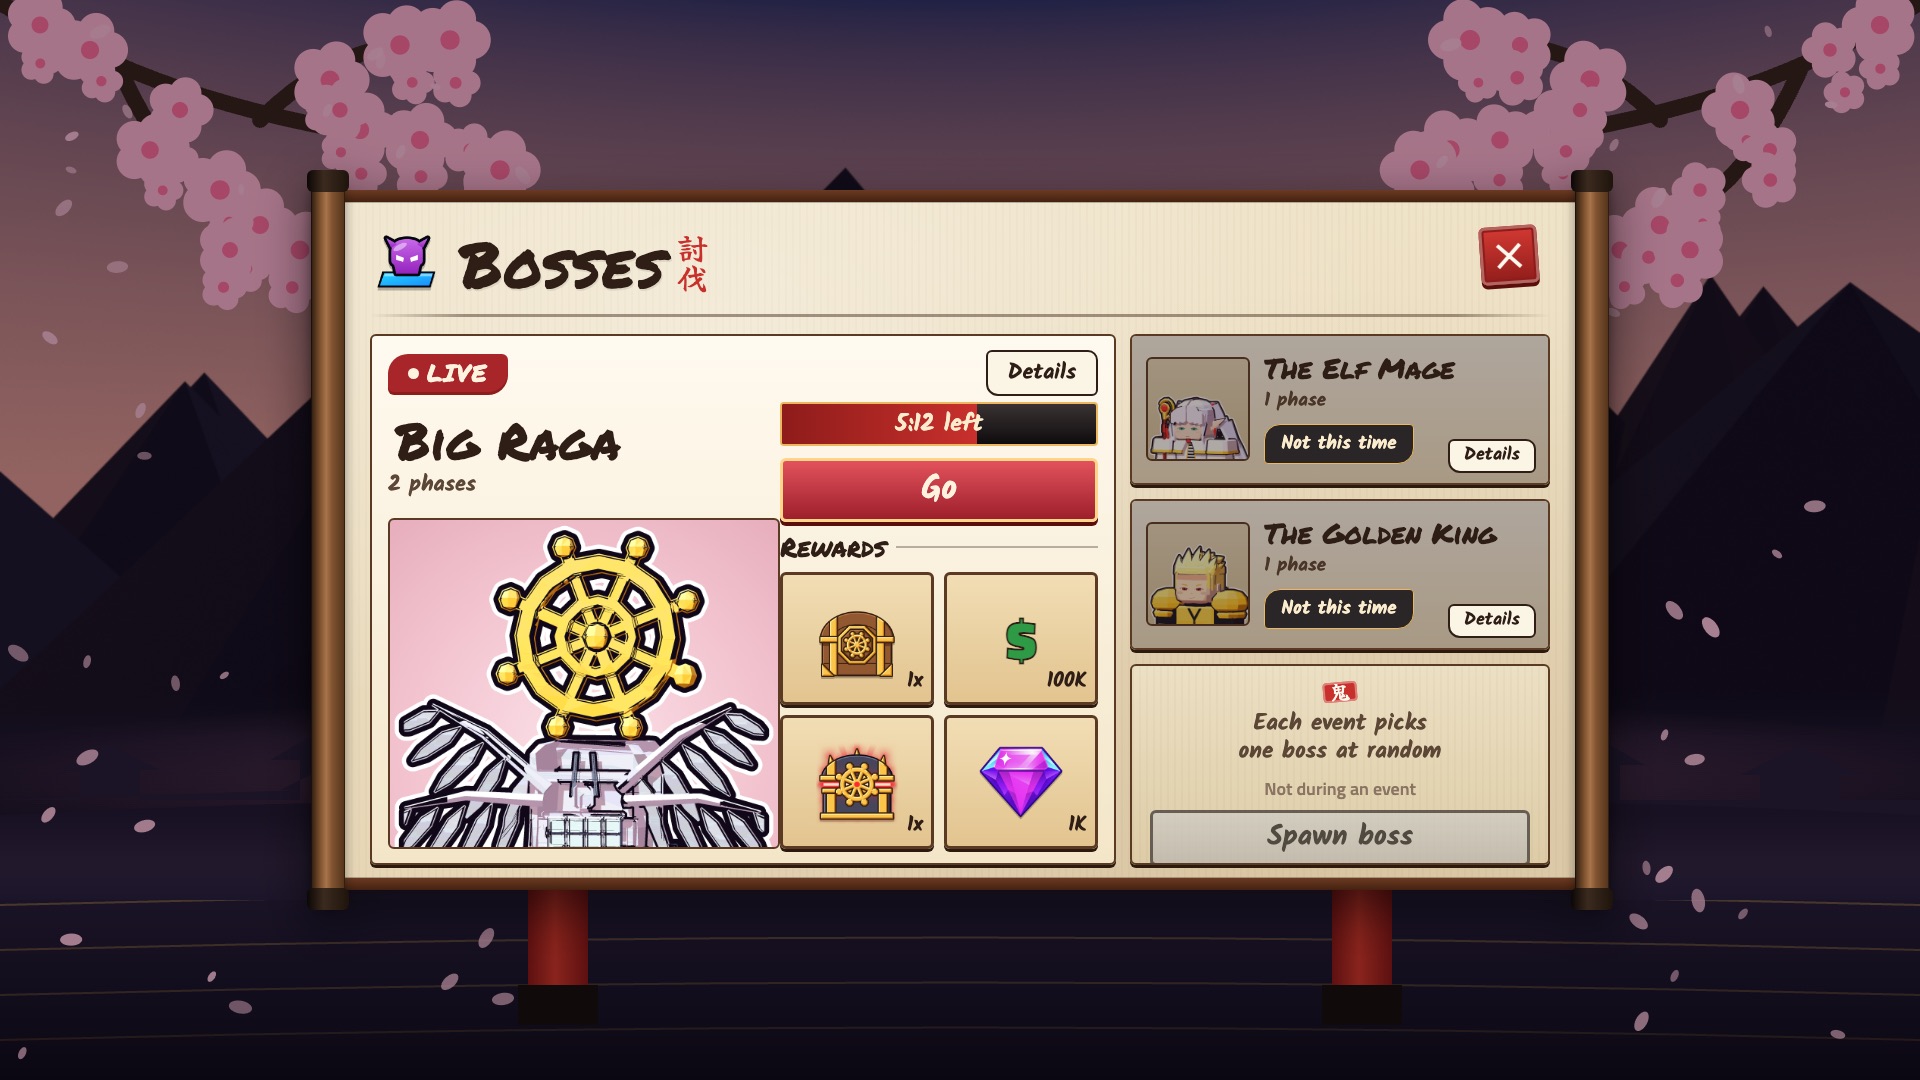 Bosses
討伐
LIVE
Details
5:12 left
Big Raga
2 phases
Go
Rewards
1x
100K
1x
1K
The Elf Mage
1 phase
Not this time
Details
The Golden King
1 phase
Not this time
Details
鬼
Each event picks
one boss at random
Not during an event
Spawn boss